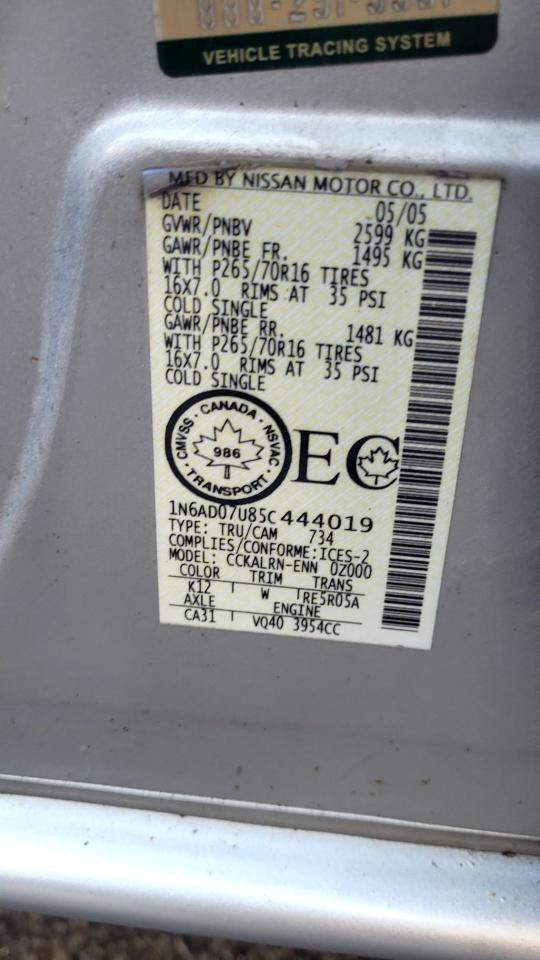 VEHICLE TRACING SYSTEM
MFD BY NISSAN MOTOR CO., LTD.
DATE 05/05
GVWR/PNBV 2599 KG
GAWR/PNBE FR. 1495 KG
WITH P265/70R16 TIRES
16X7.0 RIMS AT 35 PSI
COLD SINGLE
GAWR/PNBE RR. 1481 KG
WITH P265/70R16 TIRES
16X7.0 RIMS AT 35 PSI
COLD SINGLE
CMVSS · CANADA · NSVAC · TRANSPORT ·
986
EC
1N6AD07U85C444019
TYPE: TRU/CAM 734
COMPLIES/CONFORME:ICES-2
MODEL: CCKALRN-ENN 0Z000
COLOR TRIM TRANS
K12 W RE5R05A
AXLE ENGINE
CA31 VQ40 3954CC